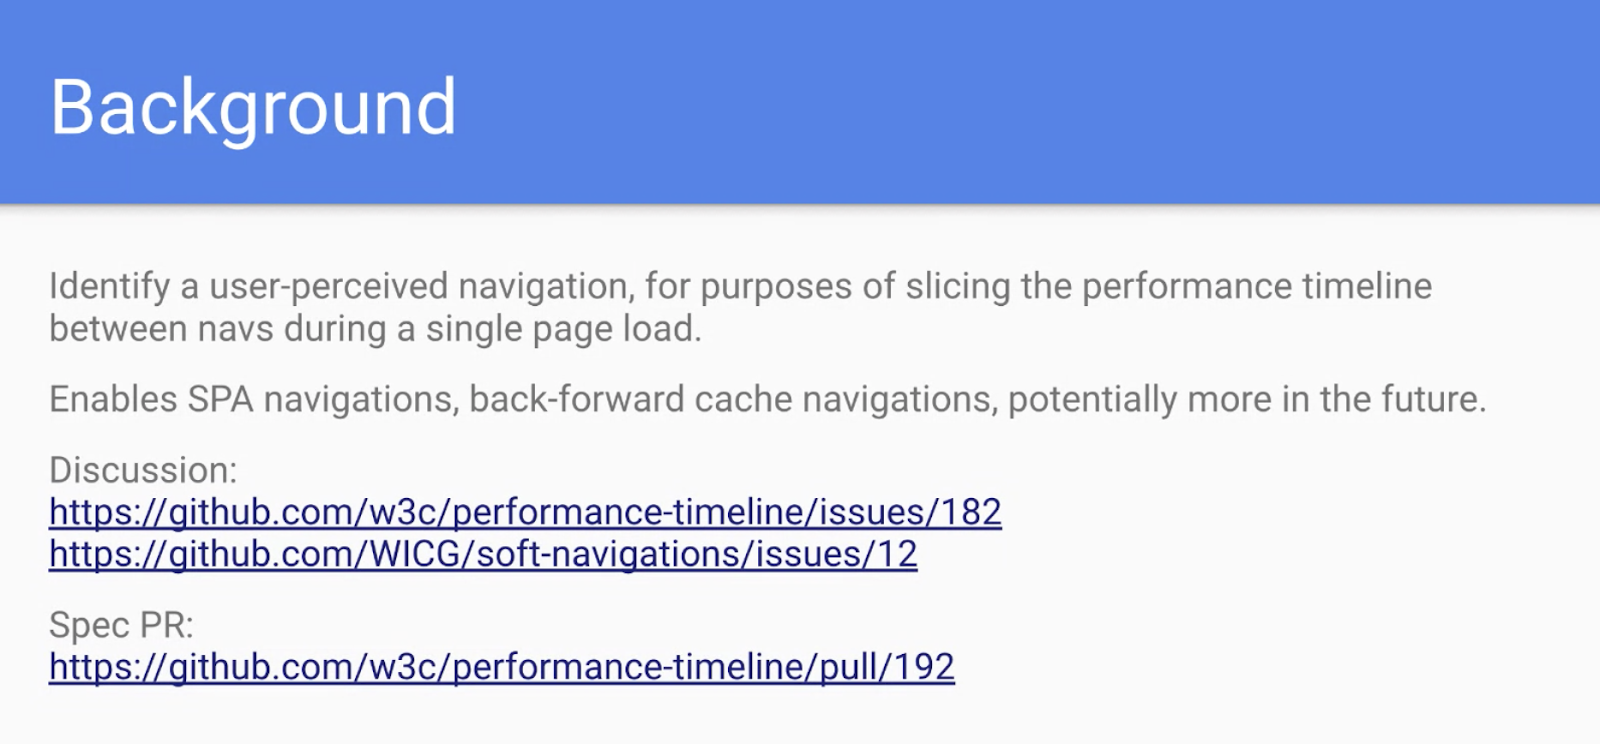 Background
Identify a user-perceived navigation, for purposes of slicing the performance timeline
between navs during a single page load.
Enables SPA navigations, back-forward cache navigations, potentially more in the future.
Discussion:
https://github.com/w3c/performance-timeline/issues/182
https://github.com/WICG/soft-navigations/issues/12
Spec PR:
https://github.com/w3c/performance-timeline/pull/192